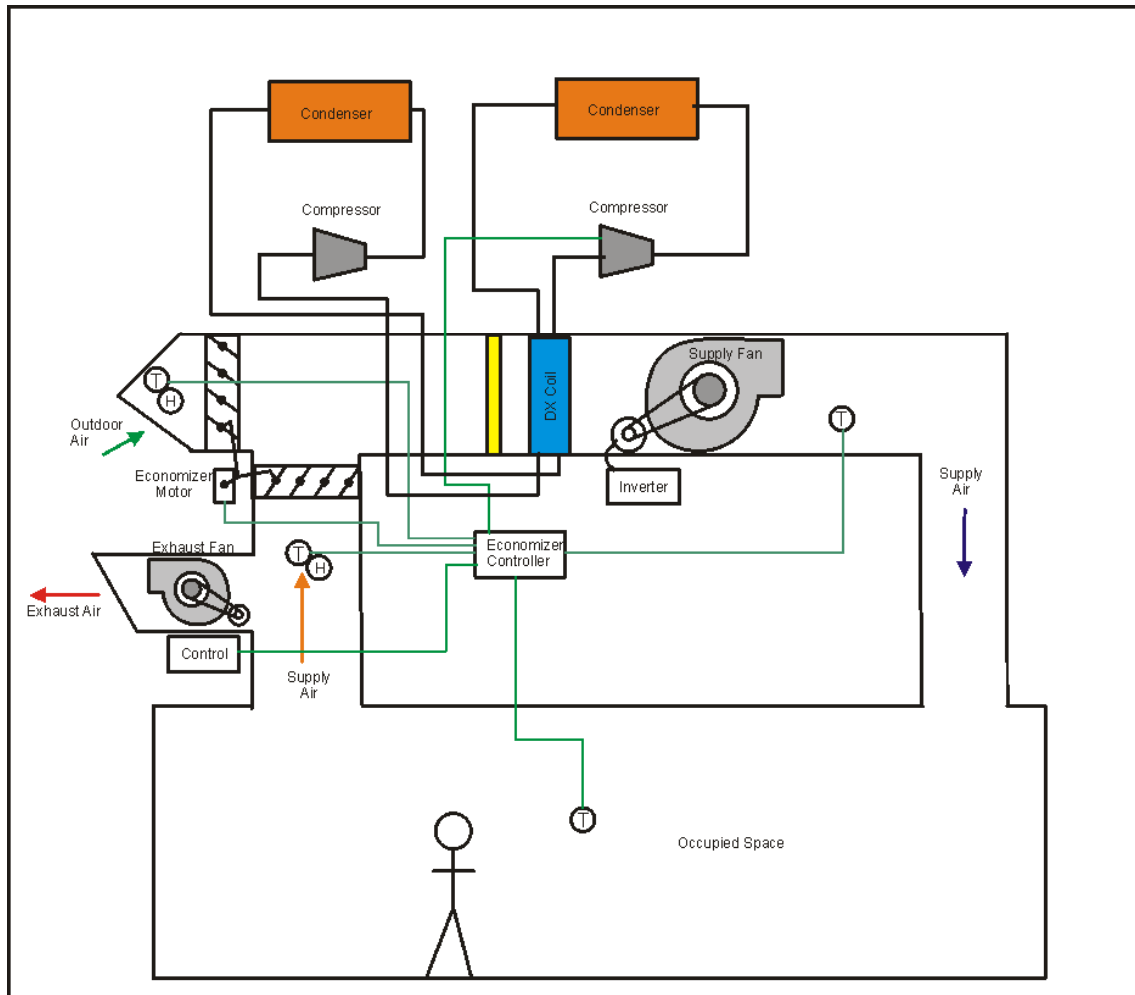 Condenser
Condenser
Compressor
Compressor
T
H
Outdoor
Air
DX Coil
Supply Fan
T
Economizer
Motor
Inverter
Supply
Air
Exhaust Fan
T
H
Economizer
Controller
Exhaust Air
Control
Supply
Air
T
Occupied Space